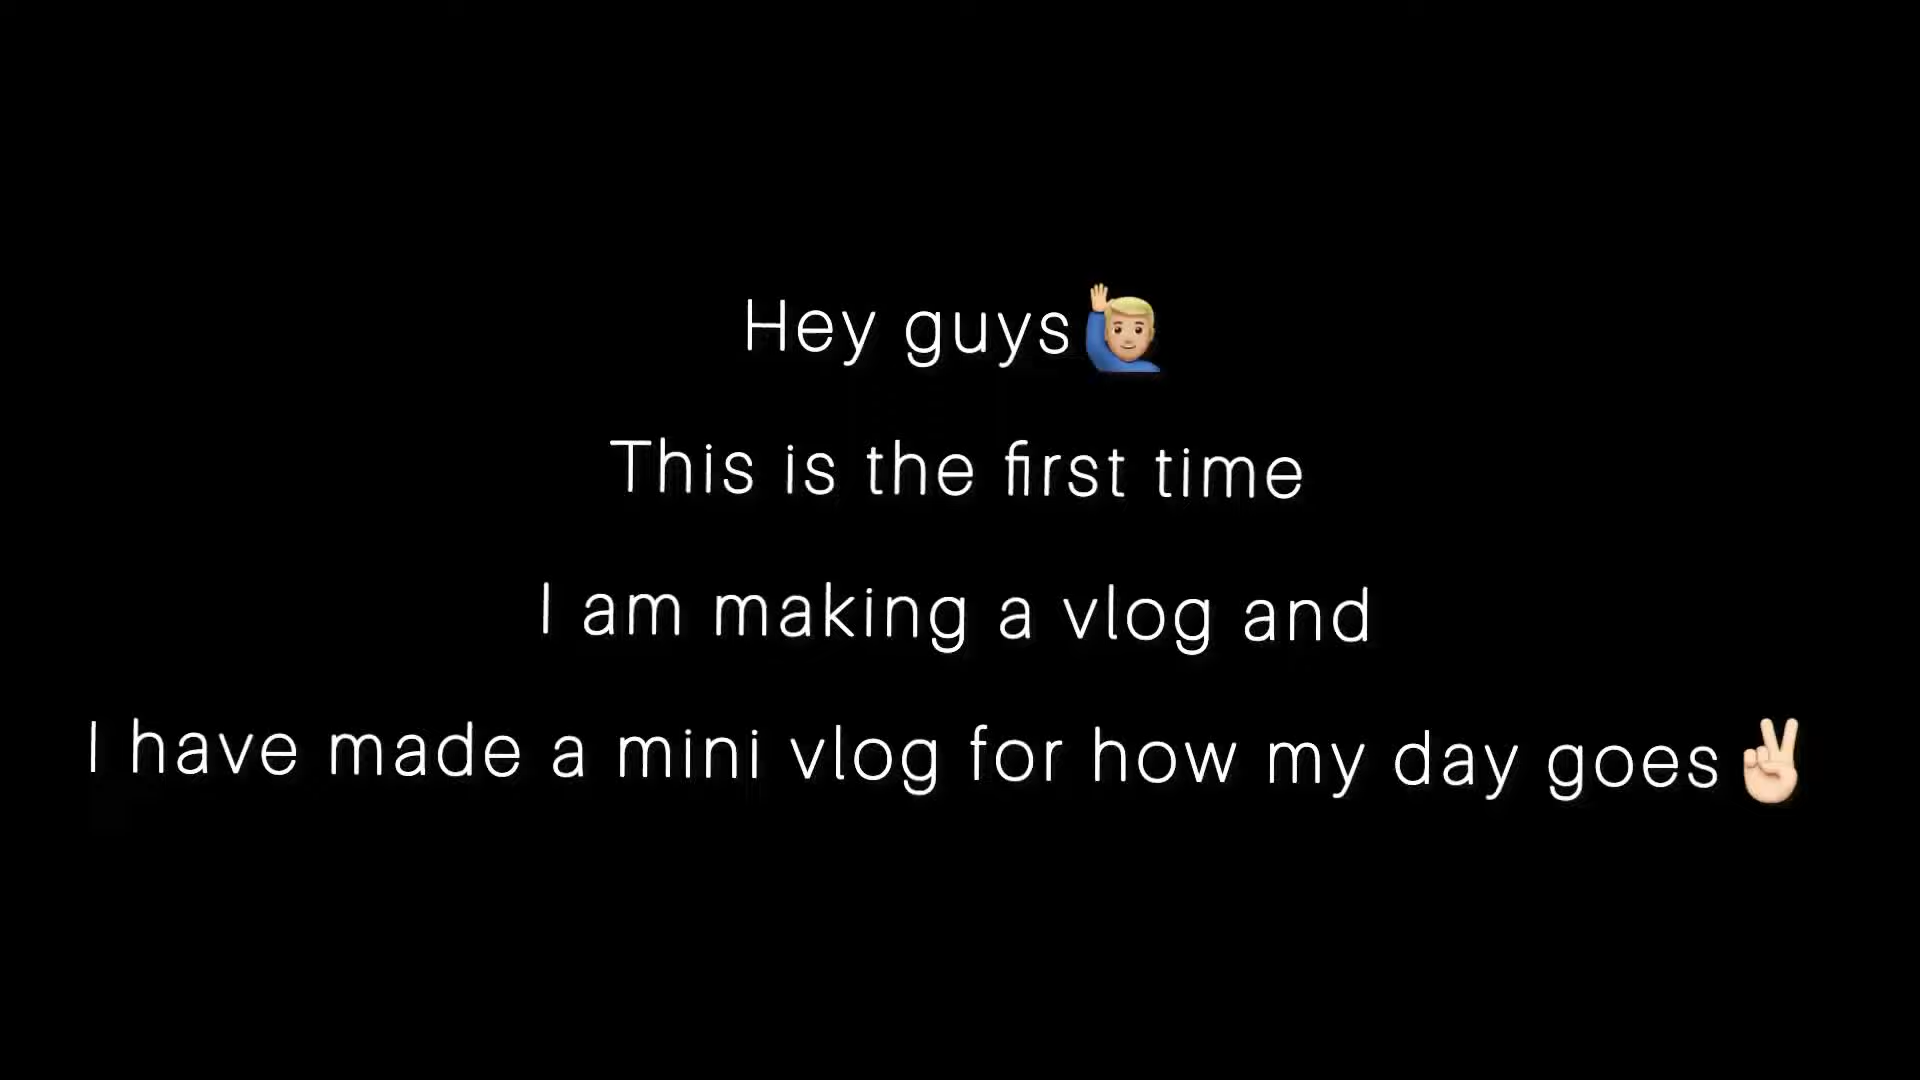 Hey guys🙋🏼‍♂️
This is the first time
I am making a vlog and
I have made a mini vlog for how my day goes✌🏻